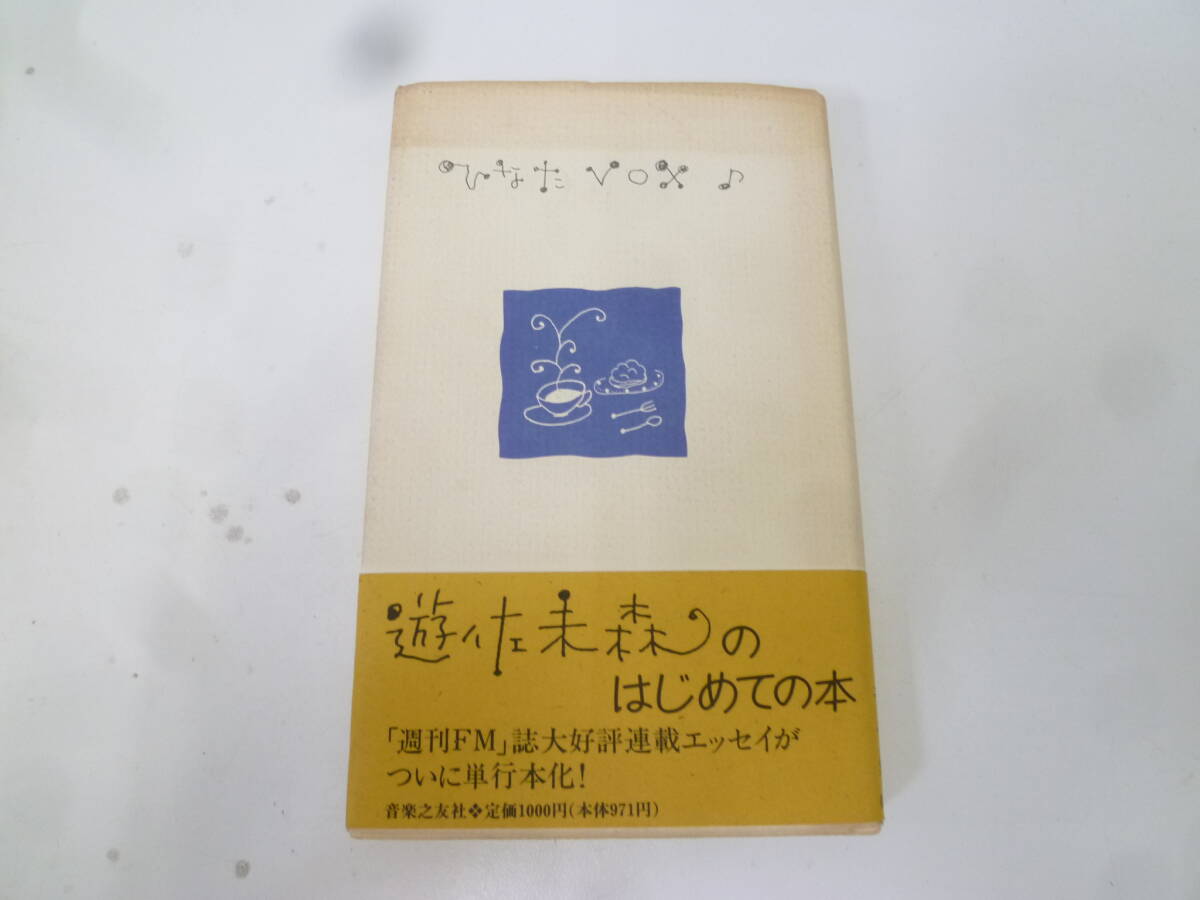 ひなた VOX ♪
遊佐未森の
はじめての本
「週刊FM」誌大好評連載エッセイが
ついに単行本化!
音楽之友社❖定価1000円(本体971円)